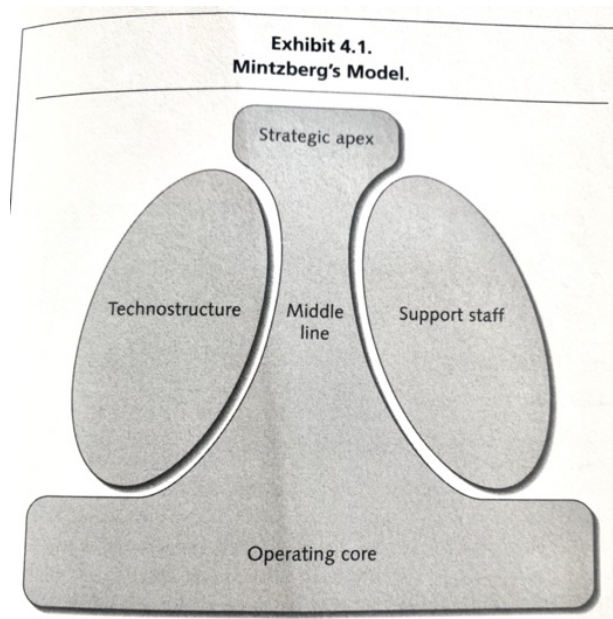 Exhibit 4.1.
Mintzberg's Model.
Strategic apex
Technostructure
Middle
line
Support staff
Operating core